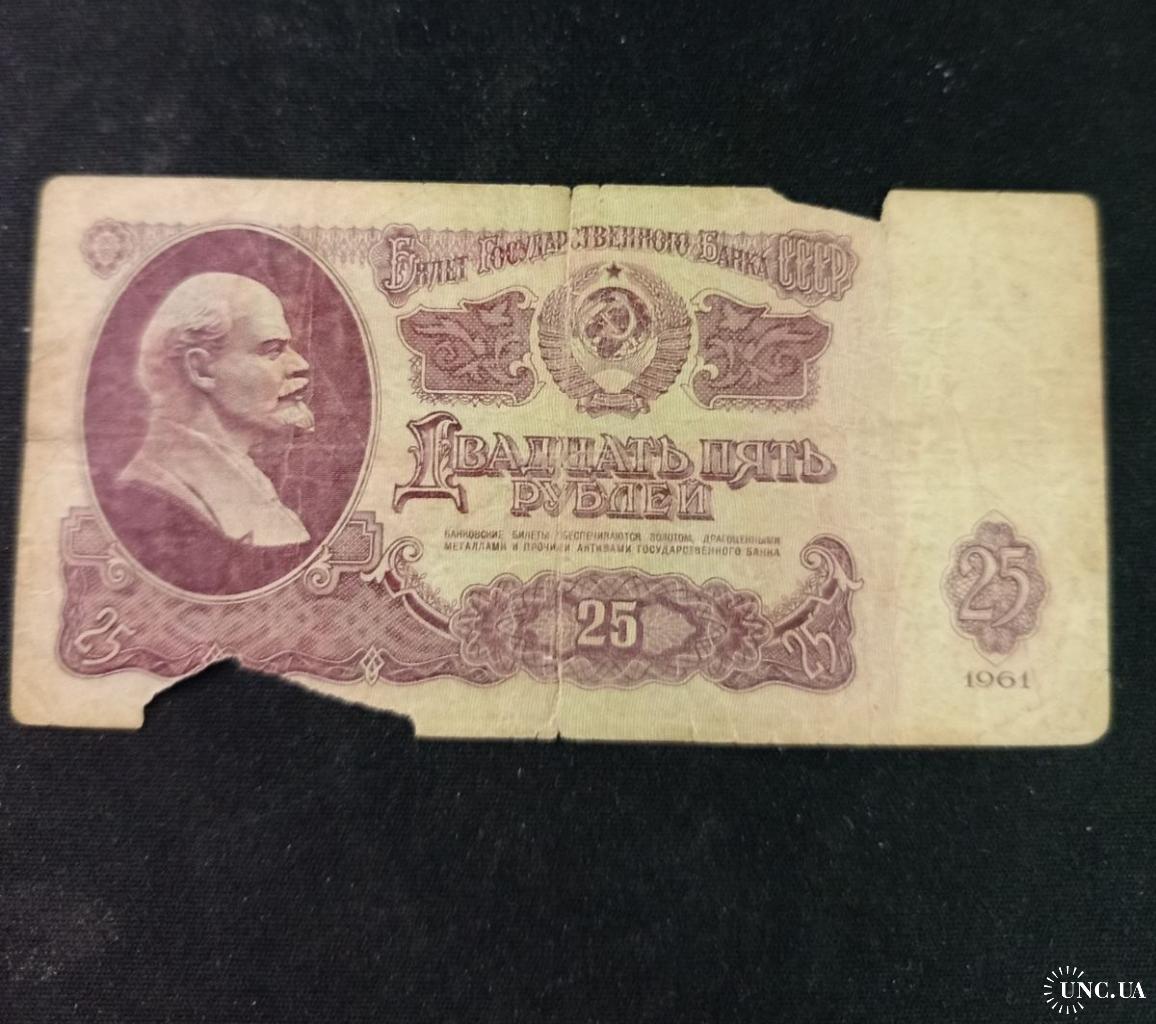 Билет Государственного Банка СССР
Двадцать пять
рублей
БАНКОВСКИЕ БИЛЕТЫ ОБЕСПЕЧИВАЮТСЯ ЗОЛОТОМ, ДРАГОЦЕННЫМИ
МЕТАЛЛАМИ И ПРОЧИМИ АКТИВАМИ ГОСУДАРСТВЕННОГО БАНКА
25
25
25
25
1961
UNC.UA